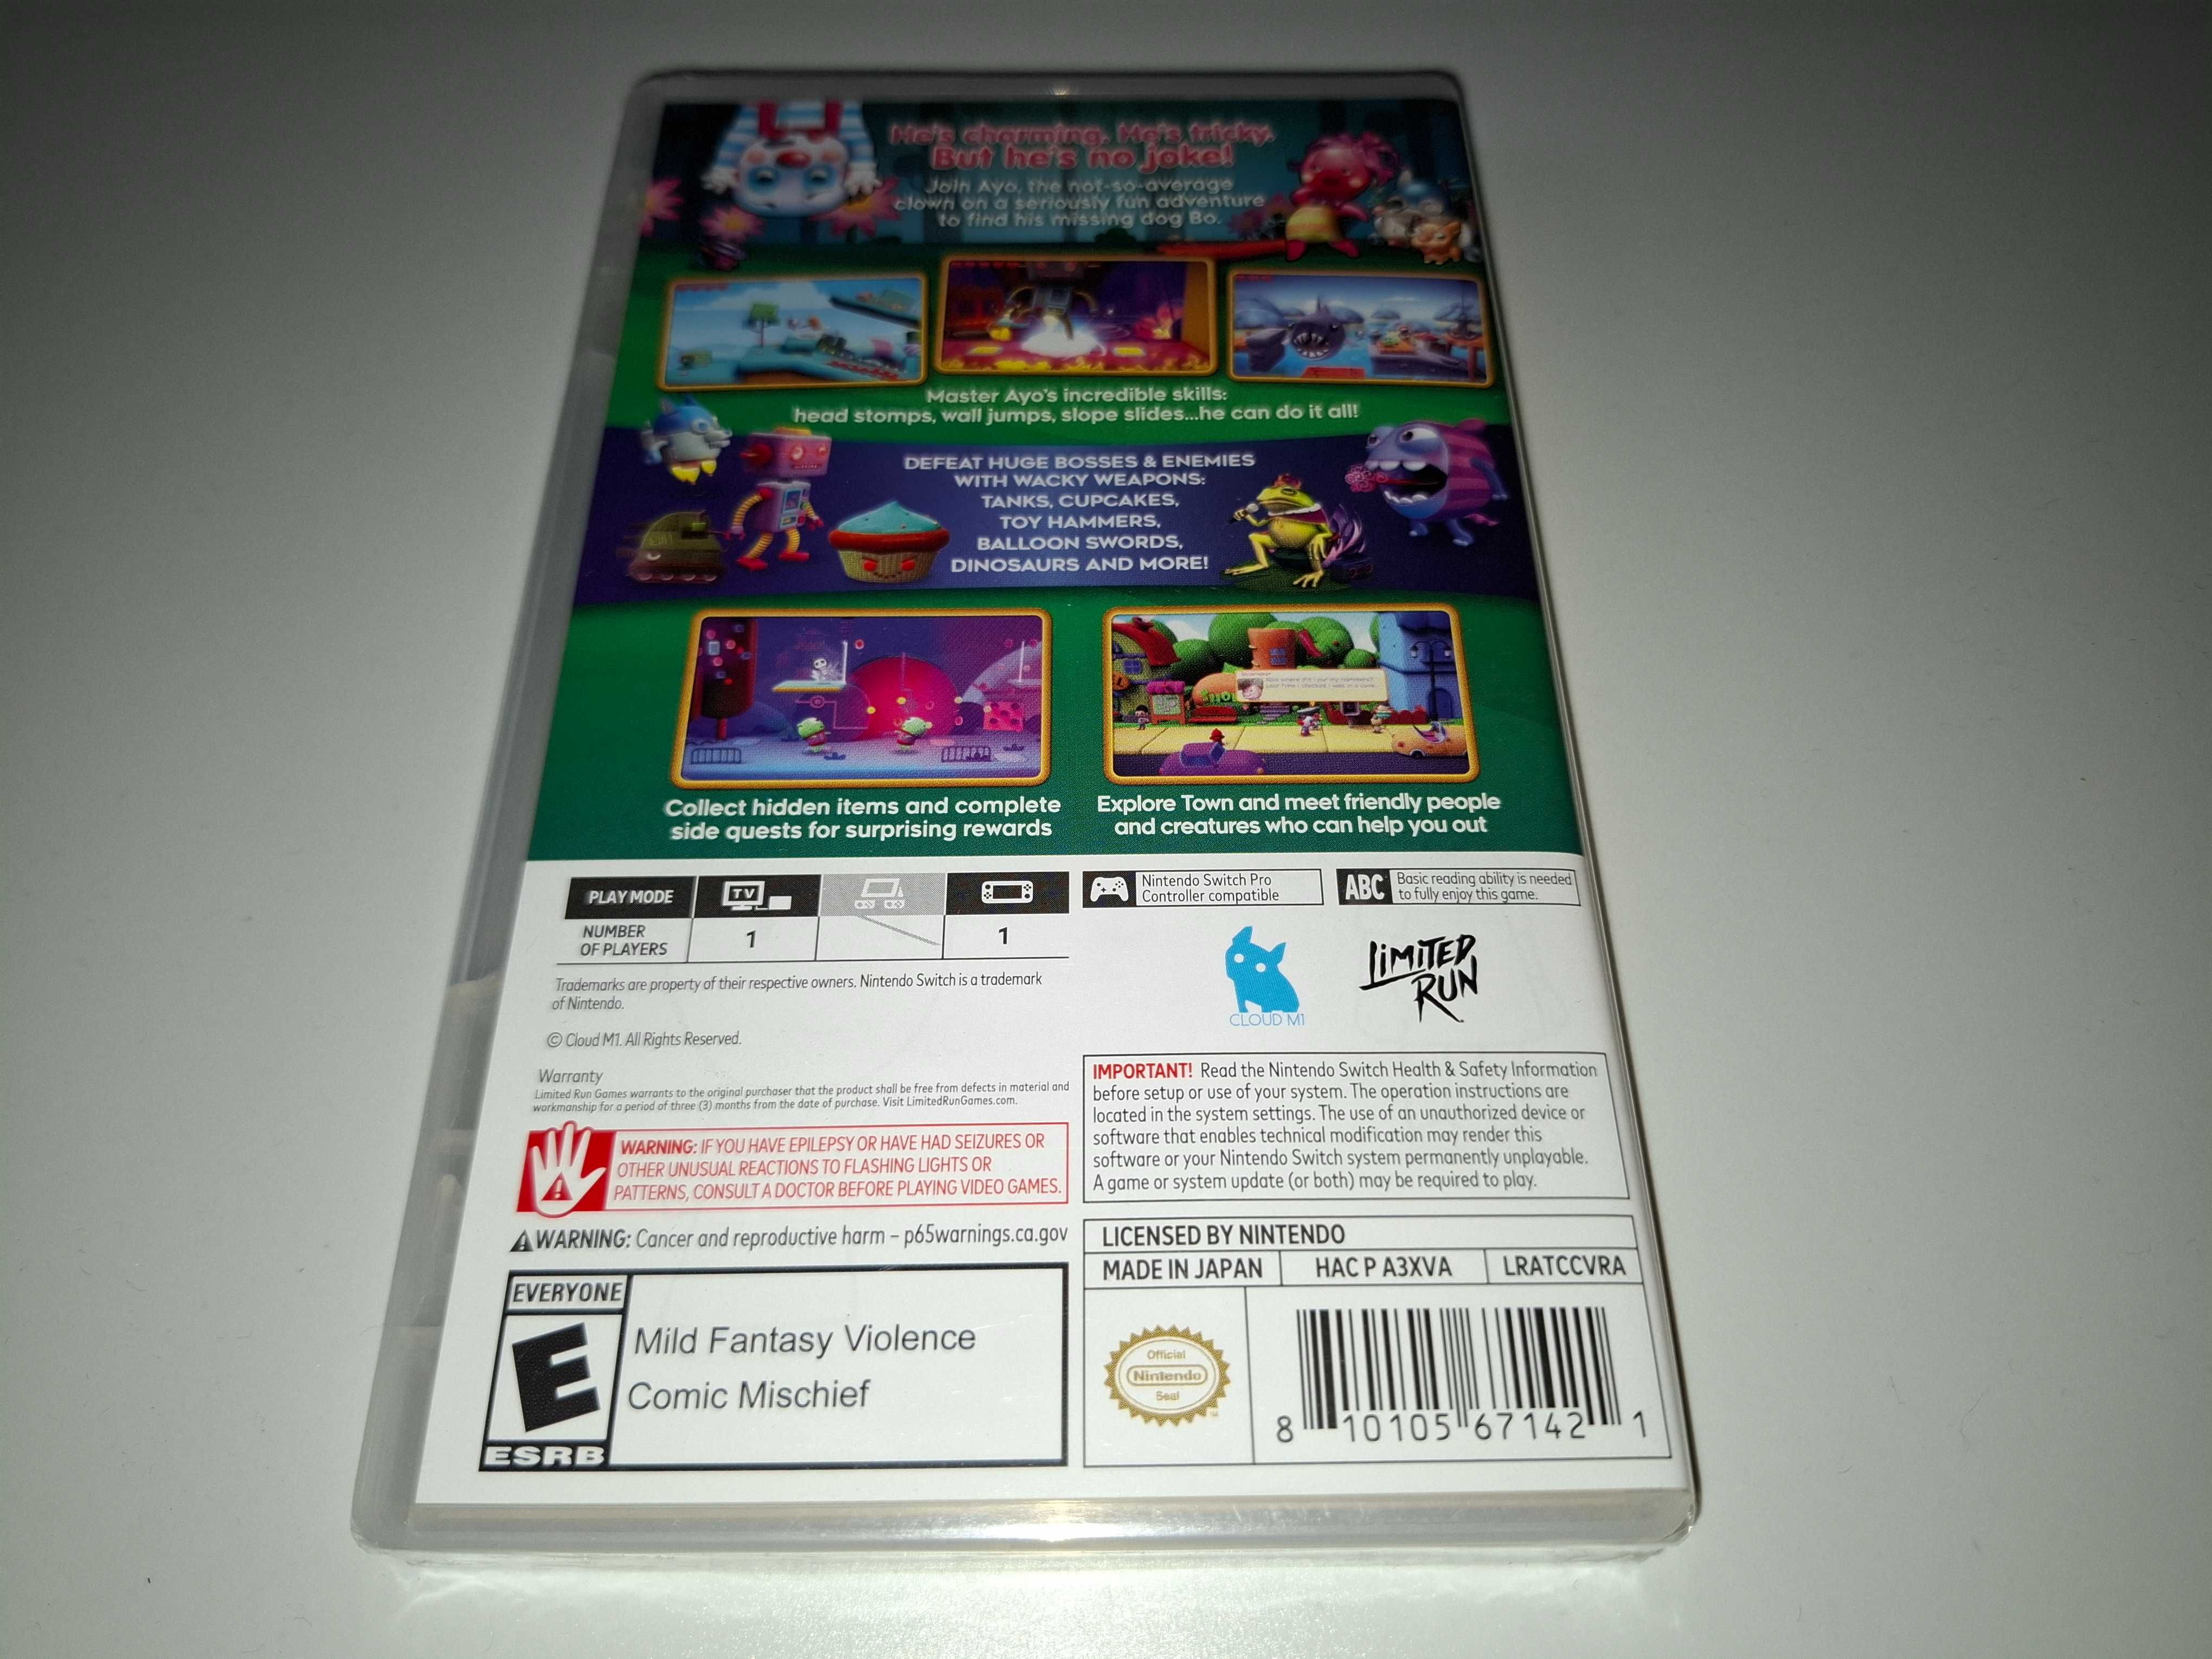 He's charming. He's tricky.
But he's no joke!
Join Ayo, the not-so-average
clown on a seriously fun adventure
to find his missing dog Bo.
Master Ayo's incredible skills:
head stomps, wall jumps, slope slides...he can do it all!
DEFEAT HUGE BOSSES & ENEMIES
WITH WACKY WEAPONS:
TANKS, CUPCAKES,
TOY HAMMERS,
BALLOON SWORDS,
DINOSAURS AND MORE!
Collect hidden items and complete
side quests for surprising rewards
Explore Town and meet friendly people
and creatures who can help you out
PLAY MODE
TV
NUMBER
OF PLAYERS
1
1
Nintendo Switch Pro
Controller compatible
ABC
Basic reading ability is needed
to fully enjoy this game.
CLOUD M1
LIMITED
RUN
Trademarks are property of their respective owners. Nintendo Switch is a trademark
of Nintendo.
© Cloud M1. All Rights Reserved.
Warranty
Limited Run Games warrants to the original purchaser that the product shall be free from defects in material and
workmanship for a period of three (3) months from the date of purchase. Visit LimitedRunGames.com.
WARNING: IF YOU HAVE EPILEPSY OR HAVE HAD SEIZURES OR
OTHER UNUSUAL REACTIONS TO FLASHING LIGHTS OR
PATTERNS, CONSULT A DOCTOR BEFORE PLAYING VIDEO GAMES.
WARNING: Cancer and reproductive harm – p65warnings.ca.gov
IMPORTANT! Read the Nintendo Switch Health & Safety Information
before setup or use of your system. The operation instructions are
located in the system settings. The use of an unauthorized device or
software that enables technical modification may render this
software or your Nintendo Switch system permanently unplayable.
A game or system update (or both) may be required to play.
LICENSED BY NINTENDO
MADE IN JAPAN
HAC P A3XVA
LRATCCVRA
EVERYONE
E
ESRB
Mild Fantasy Violence
Comic Mischief
Official
Nintendo
Seal
8 10105 67142 1